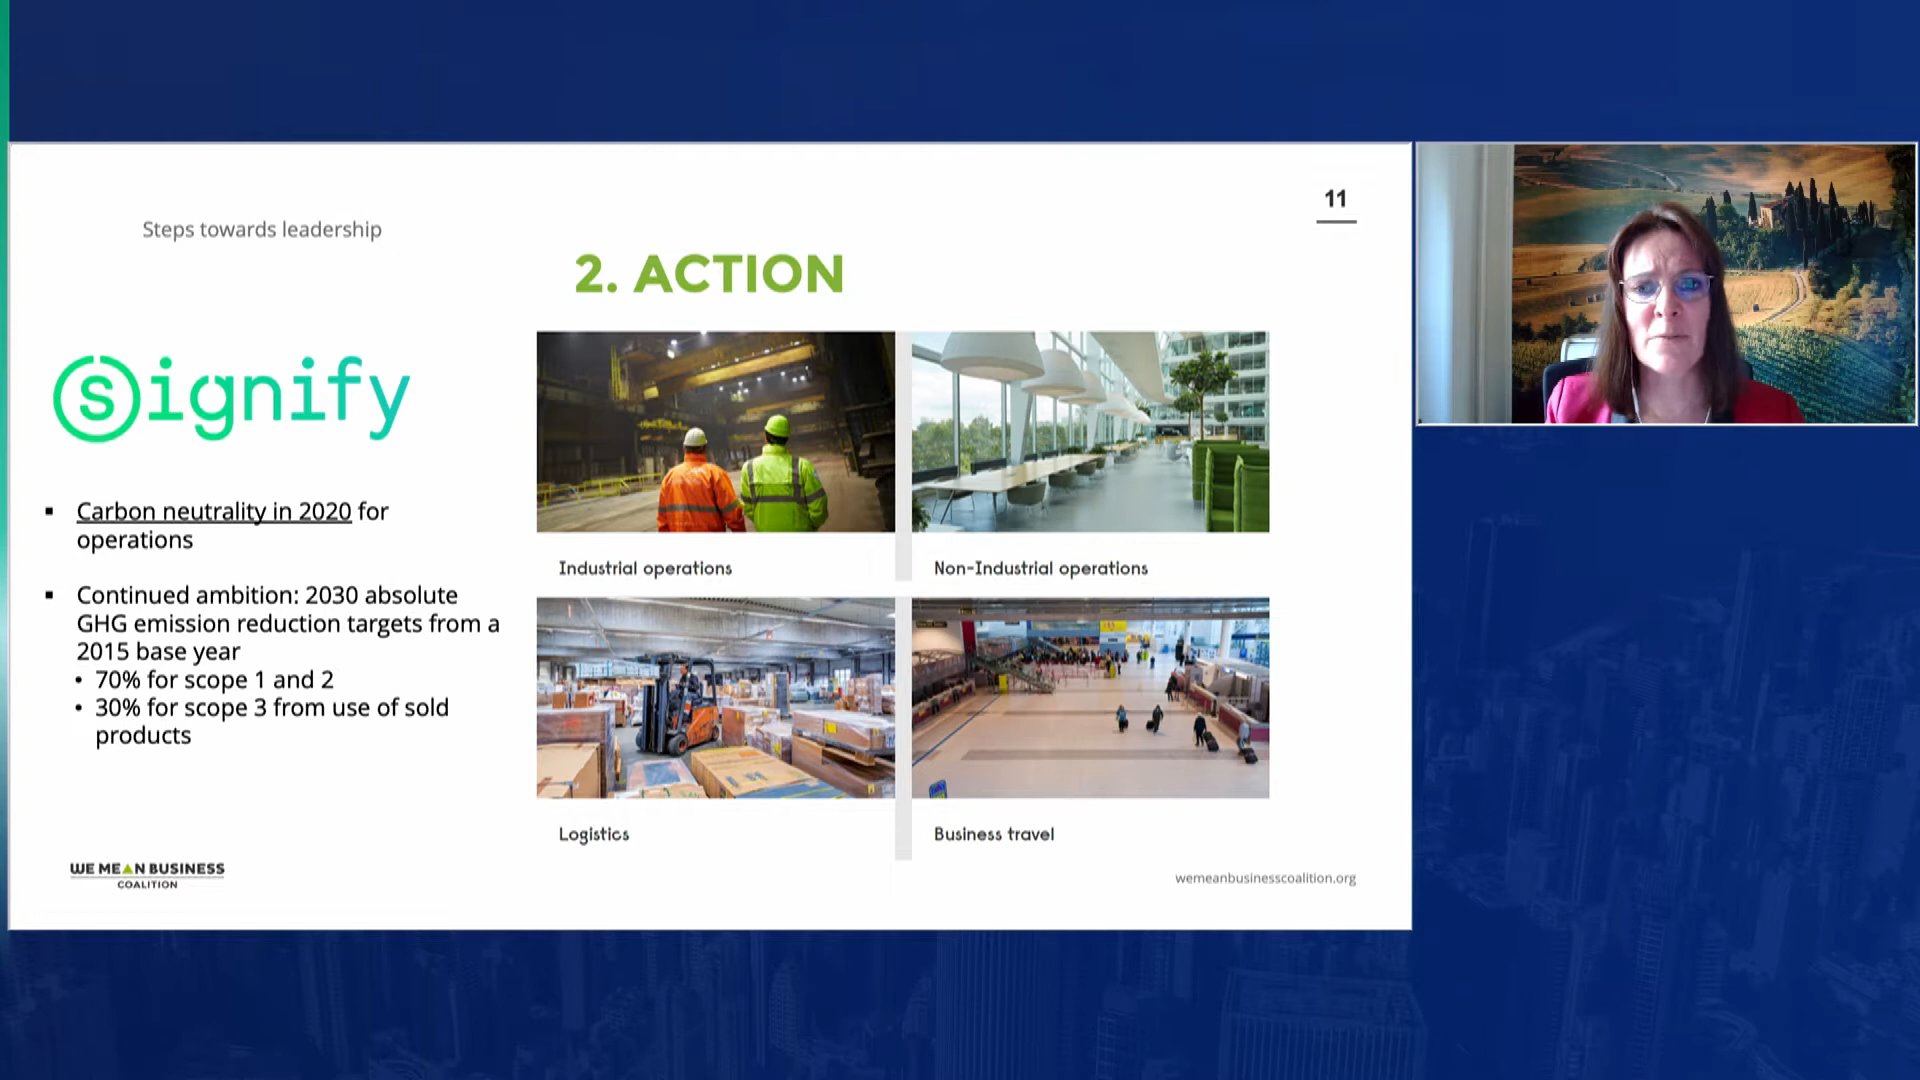 11
Steps towards leadership
2. ACTION
signify
▪ Carbon neutrality in 2020 for
operations
▪ Continued ambition: 2030 absolute
GHG emission reduction targets from a
2015 base year
• 70% for scope 1 and 2
• 30% for scope 3 from use of sold
products
Industrial operations
Non-Industrial operations
Logistics
Business travel
WE MEAN BUSINESS
COALITION
wemeanbusinesscoalition.org